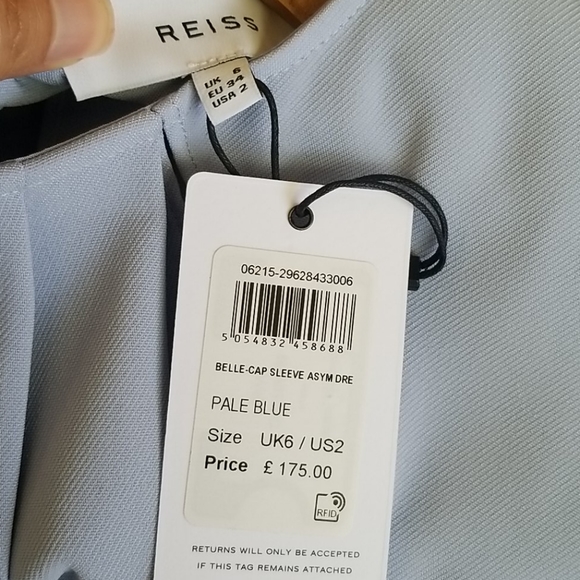 REISS
UK 6
EU 34
USA 2
06215-29628433006
5 054832 458688
BELLE-CAP SLEEVE ASYM DRE
PALE BLUE
Size UK6 / US2
Price £ 175.00
RFID
RETURNS WILL ONLY BE ACCEPTED
IF THIS TAG REMAINS ATTACHED